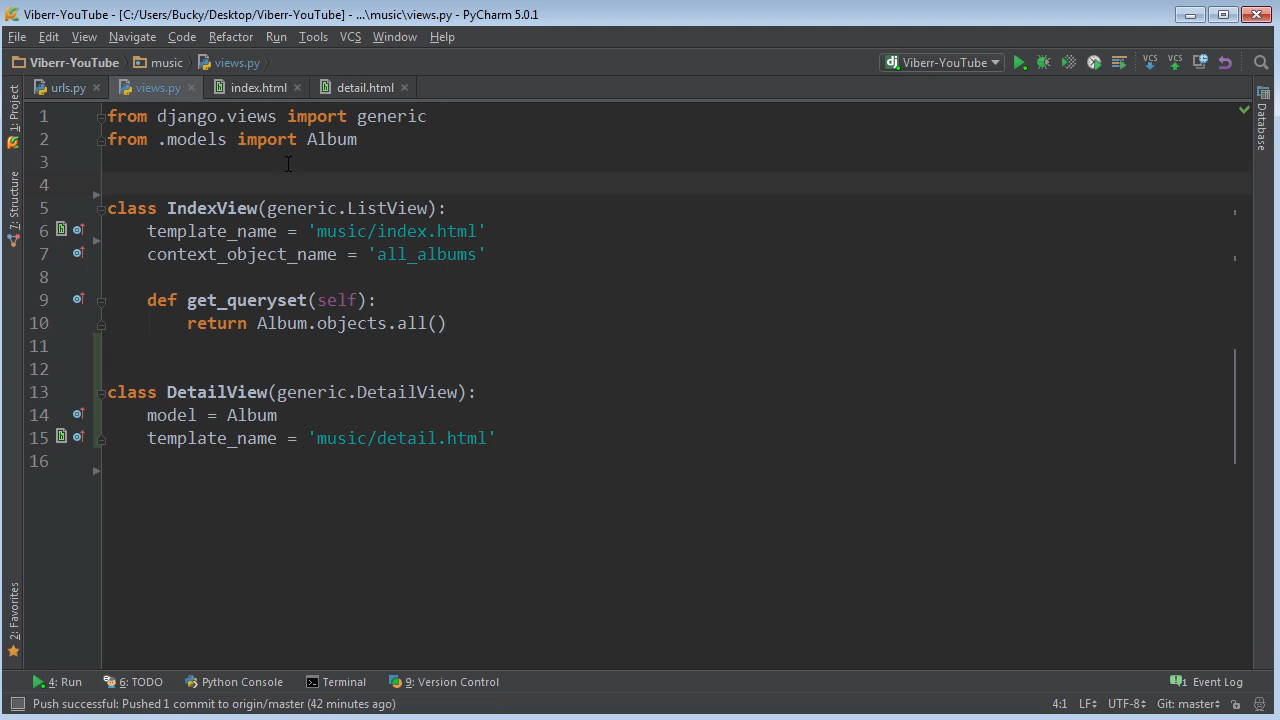 Viberr-YouTube - [C:/Users/Bucky/Desktop/Viberr-YouTube] - ...\music\views.py - PyCharm 5.0.1
File Edit View Navigate Code Refactor Run Tools VCS Window Help
Viberr-YouTube music views.py dj Viberr-YouTube VCS VCS
urls.py views.py index.html detail.html
1: Project
7: Structure
2: Favorites
Database
1 from django.views import generic
2 from .models import Album
3
4
5 class IndexView(generic.ListView):
6 template_name = 'music/index.html'
7 context_object_name = 'all_albums'
8
9 def get_queryset(self):
10 return Album.objects.all()
11
12
13 class DetailView(generic.DetailView):
14 model = Album
15 template_name = 'music/detail.html'
16
4: Run 6: TODO Python Console Terminal 9: Version Control 1 Event Log
Push successful: Pushed 1 commit to origin/master (42 minutes ago) 4:1 LF÷ UTF-8÷ Git: master÷